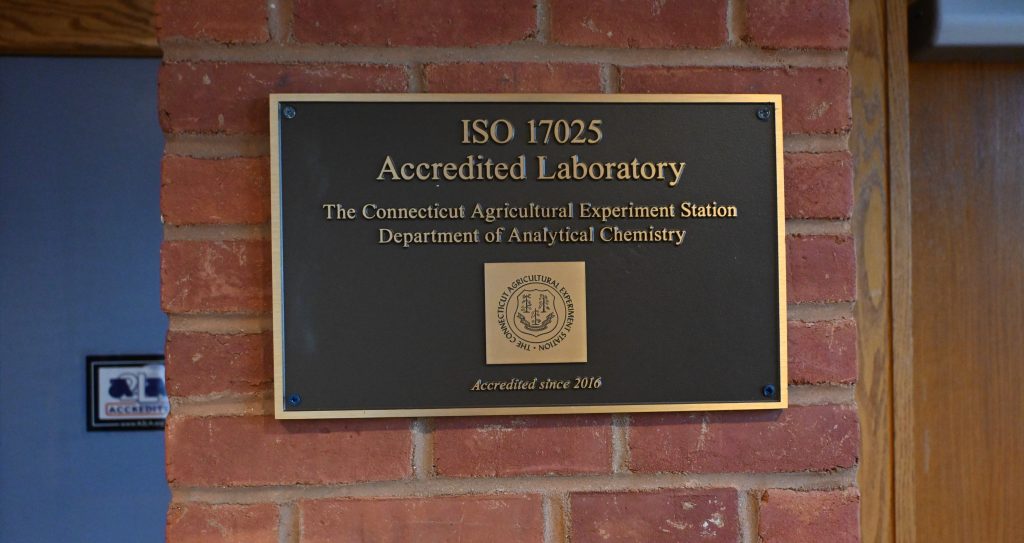 ISO 17025
Accredited Laboratory
The Connecticut Agricultural Experiment Station
Department of Analytical Chemistry
THE CONNECTICUT AGRICULTURAL EXPERIMENT STATION •
Accredited since 2016